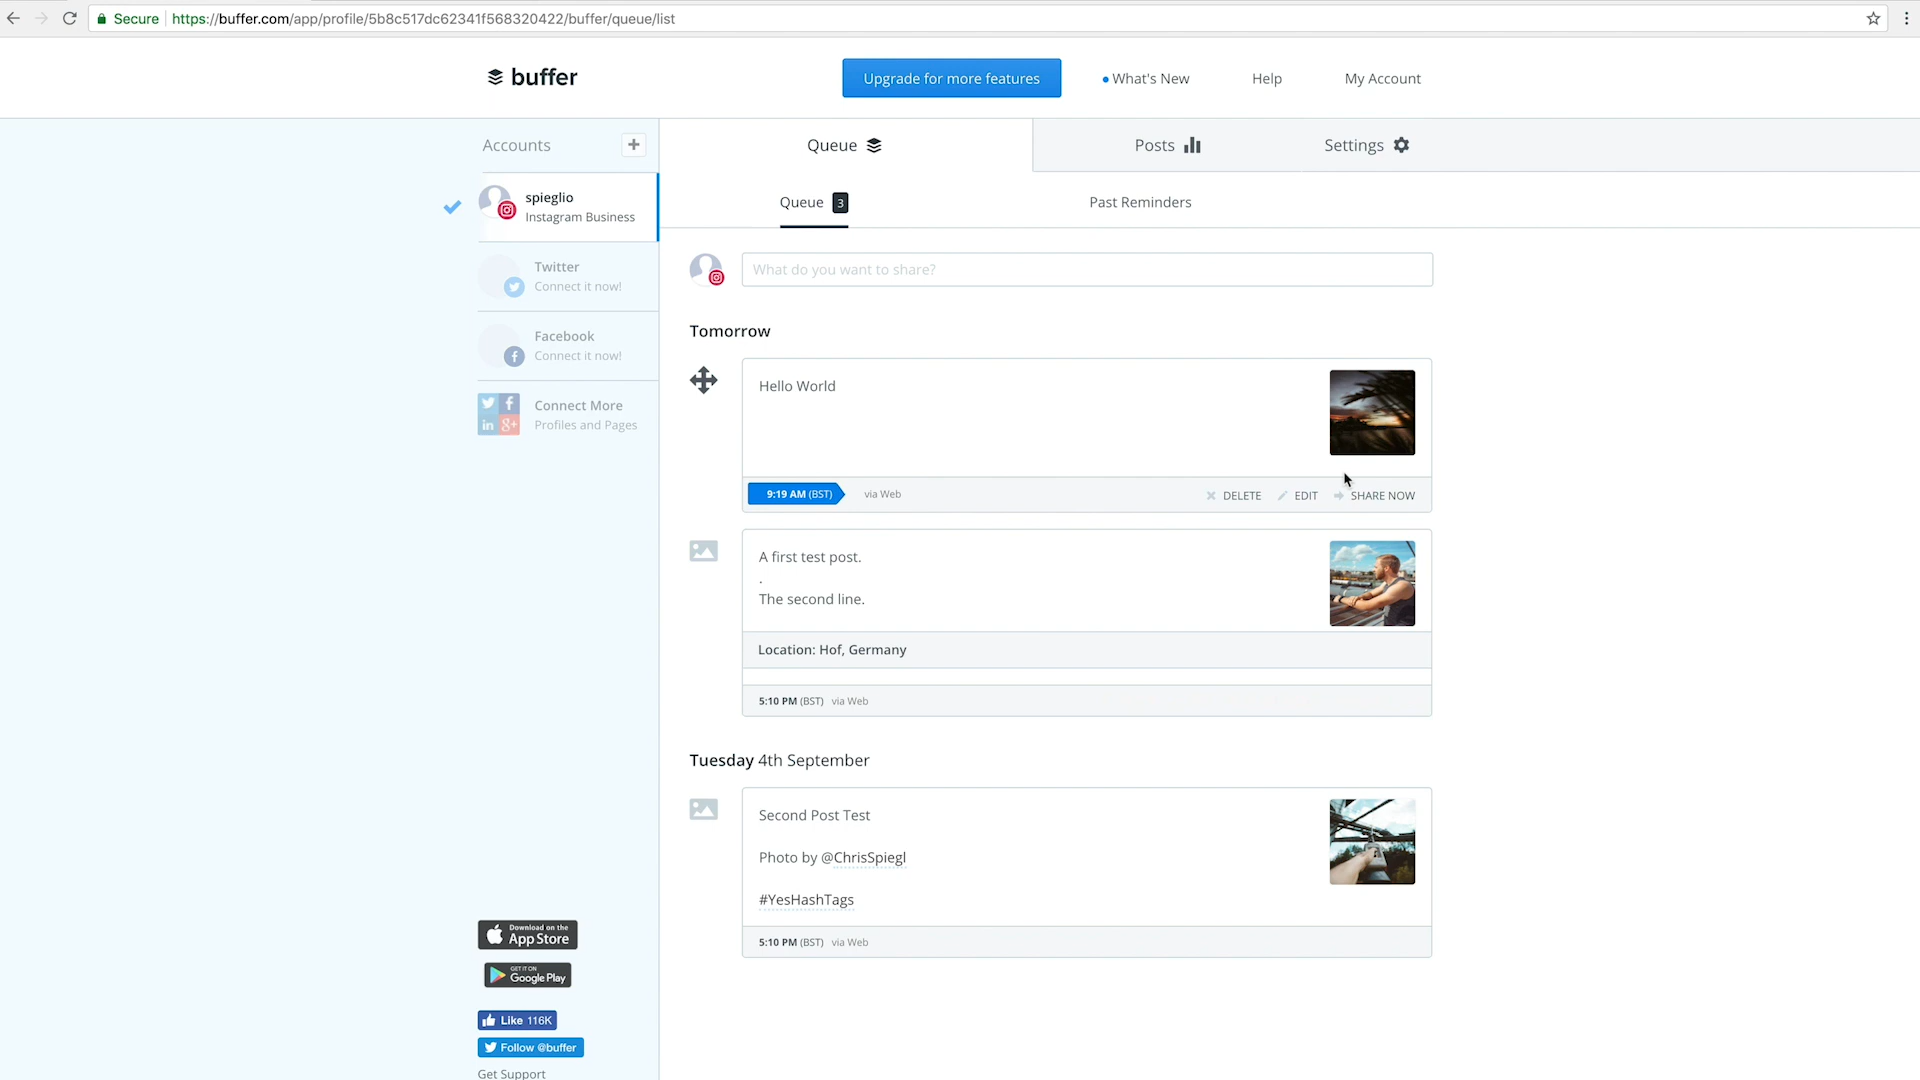 Secure https://buffer.com/app/profile/5b8c517dc62341f568320422/buffer/queue/list
buffer
Upgrade for more features
What's New
Help
My Account
Accounts
+
Queue
Posts
Settings
spieglio
Instagram Business
Queue 3
Past Reminders
Twitter
Connect it now!
What do you want to share?
Facebook
Connect it now!
Tomorrow
Connect More
Profiles and Pages
Hello World
9:19 AM (BST)
via Web
DELETE
EDIT
SHARE NOW
A first test post.
.
The second line.
Location: Hof, Germany
5:10 PM (BST) via Web
Tuesday 4th September
Second Post Test
Photo by @ChrisSpiegl
#YesHashTags
5:10 PM (BST) via Web
Download on the
App Store
GET IT ON
Google Play
Like 116K
Follow @buffer
Get Support